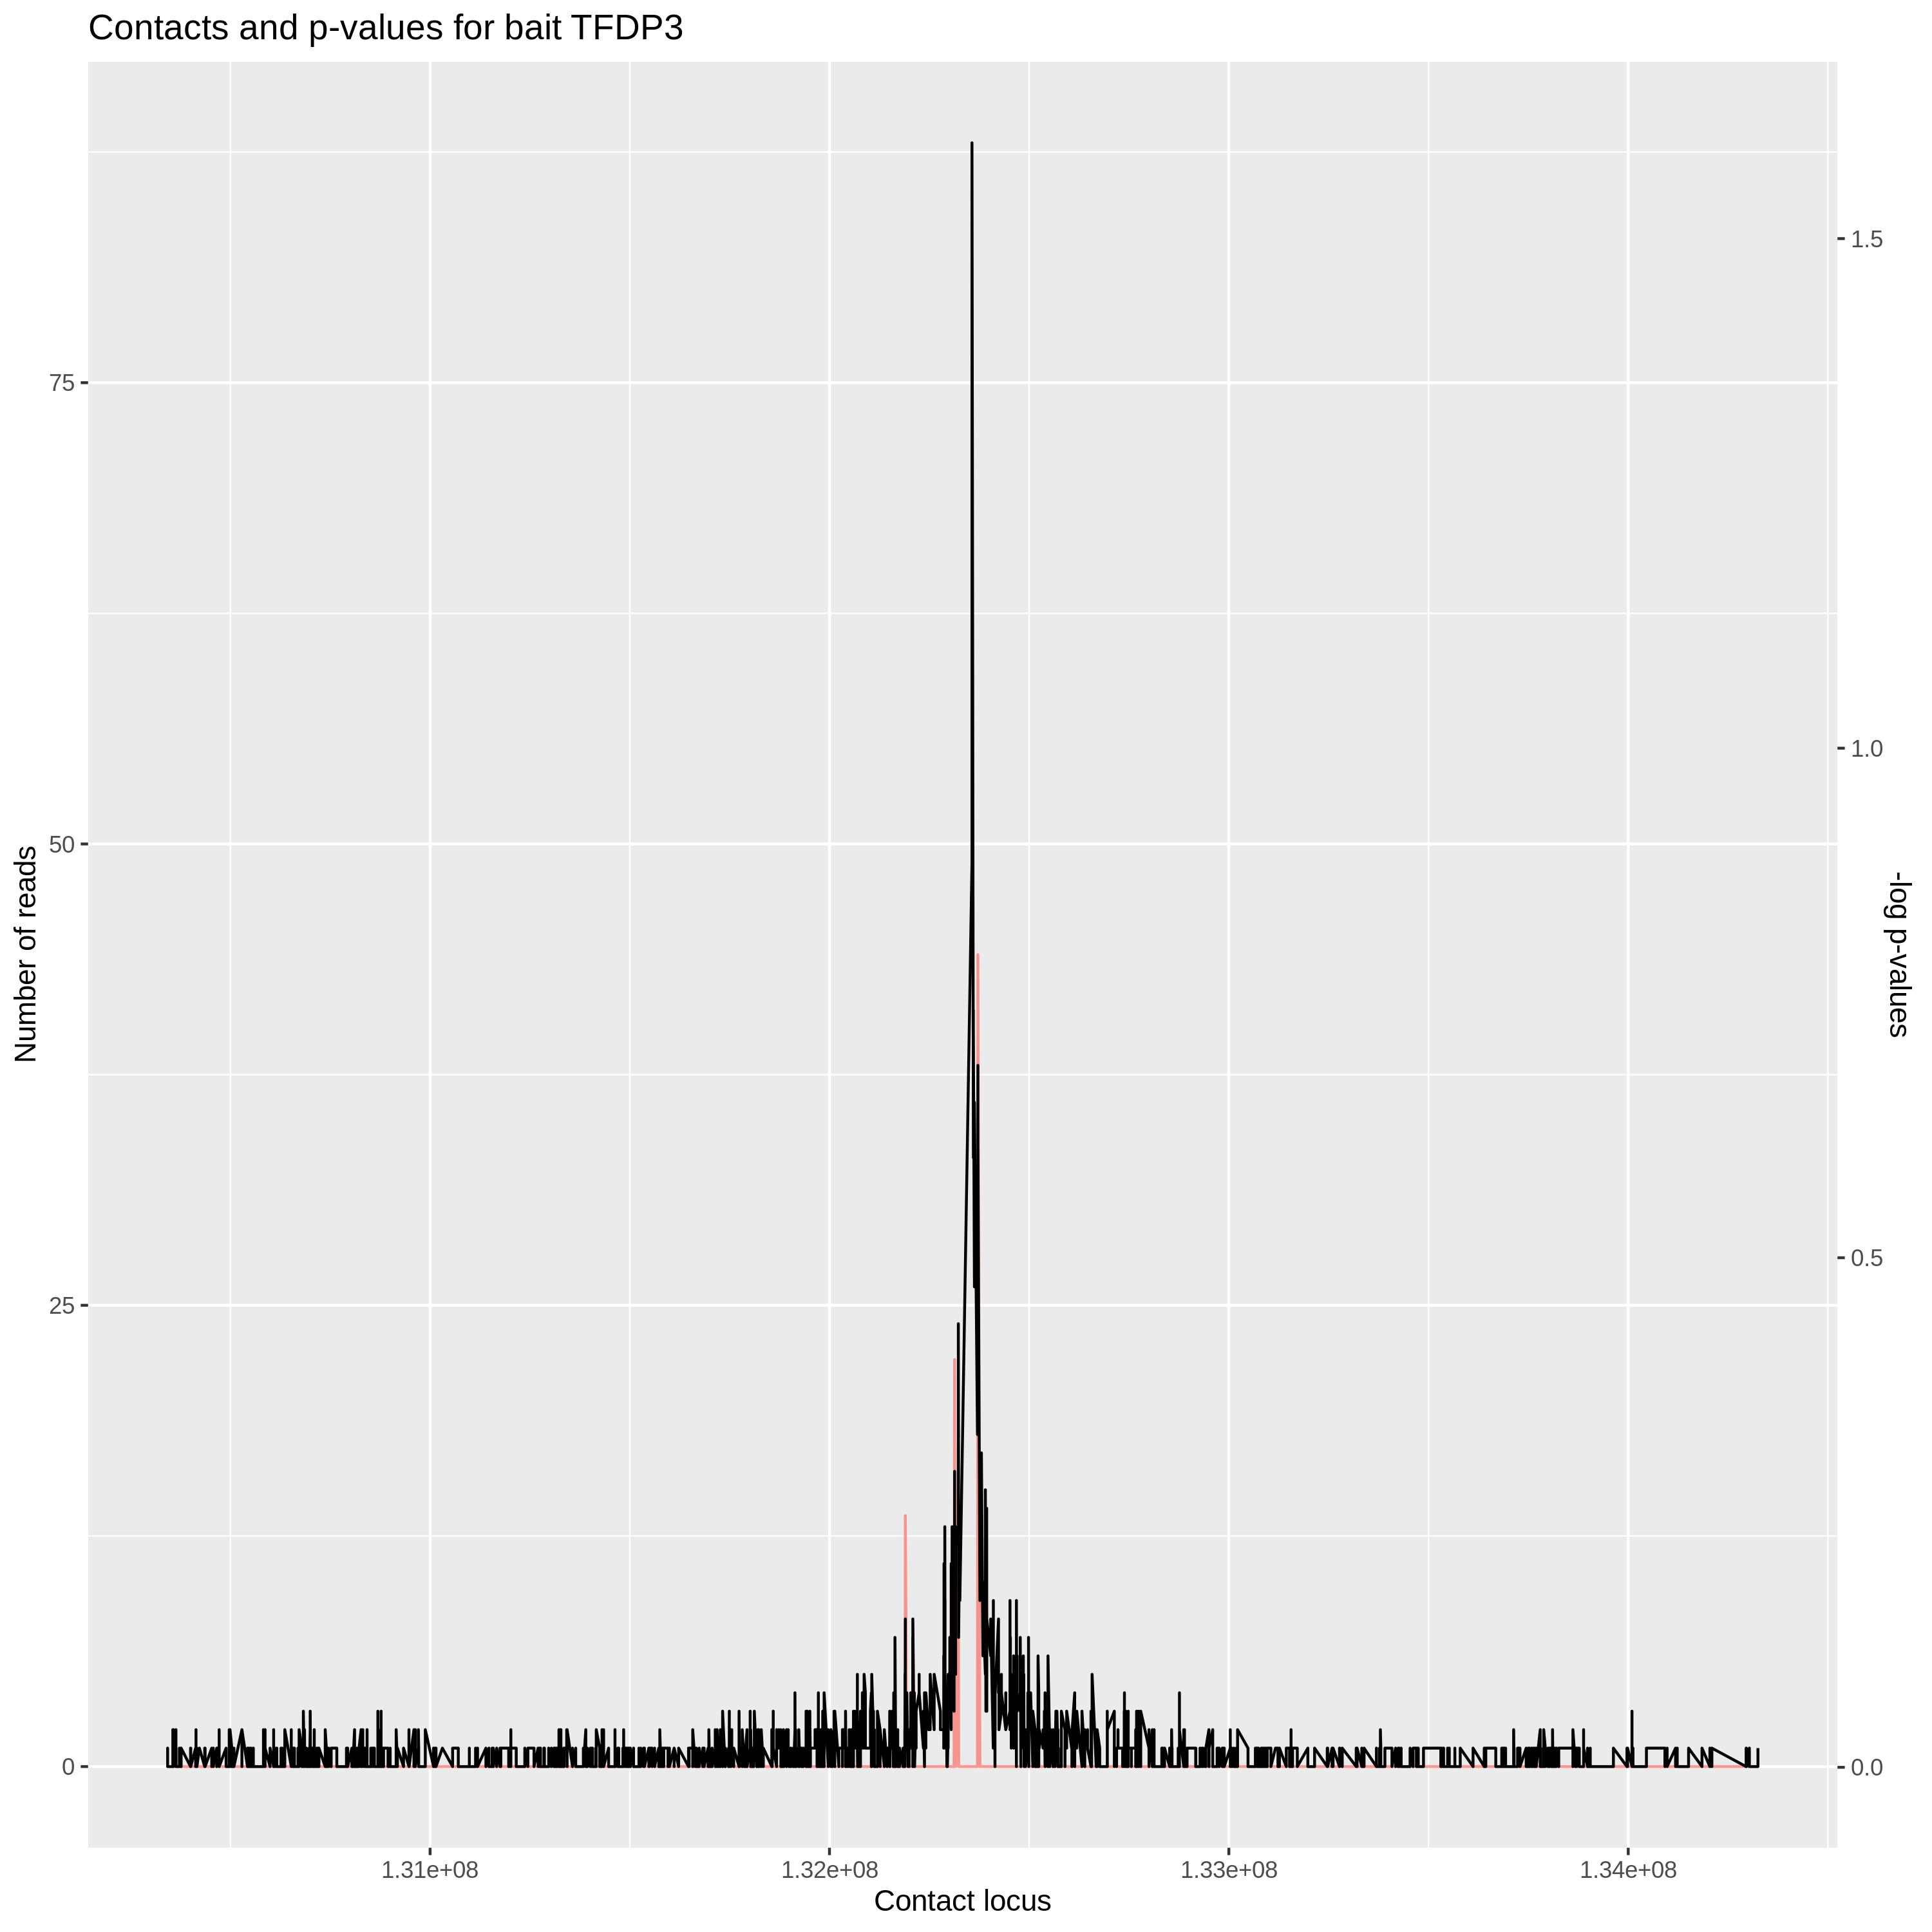 Contacts and p-values for bait TFDP3
Number of reads
75
50
25
0
1.5
1.0
0.5
0.0
-log p-values
1.31e+08
1.32e+08
1.33e+08
1.34e+08
Contact locus